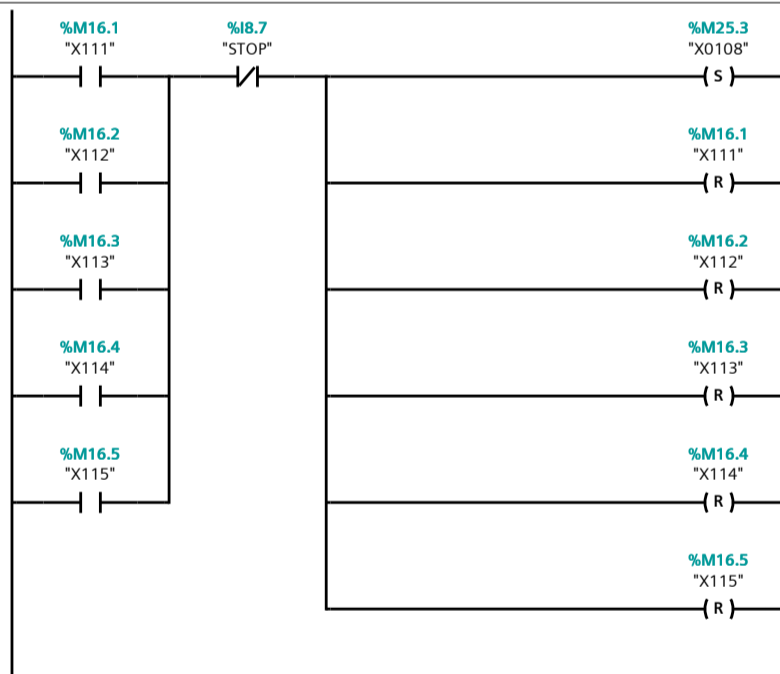 %M16.1
"X111"
%I8.7
"STOP"
%M25.3
"X0108"
S
%M16.2
"X112"
%M16.1
"X111"
R
%M16.3
"X113"
%M16.2
"X112"
R
%M16.4
"X114"
%M16.3
"X113"
R
%M16.5
"X115"
%M16.4
"X114"
R
%M16.5
"X115"
R